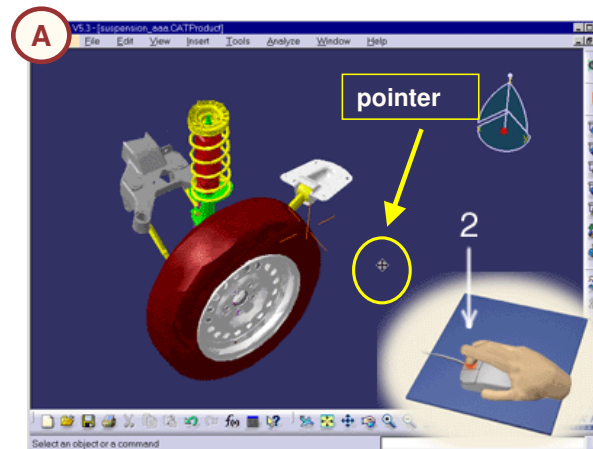 A
V5.3 - [suspension_aaa.CATProduct]
File Edit View Insert Tools Analyze Window Help
pointer
2
f(x)
Select an object or a command